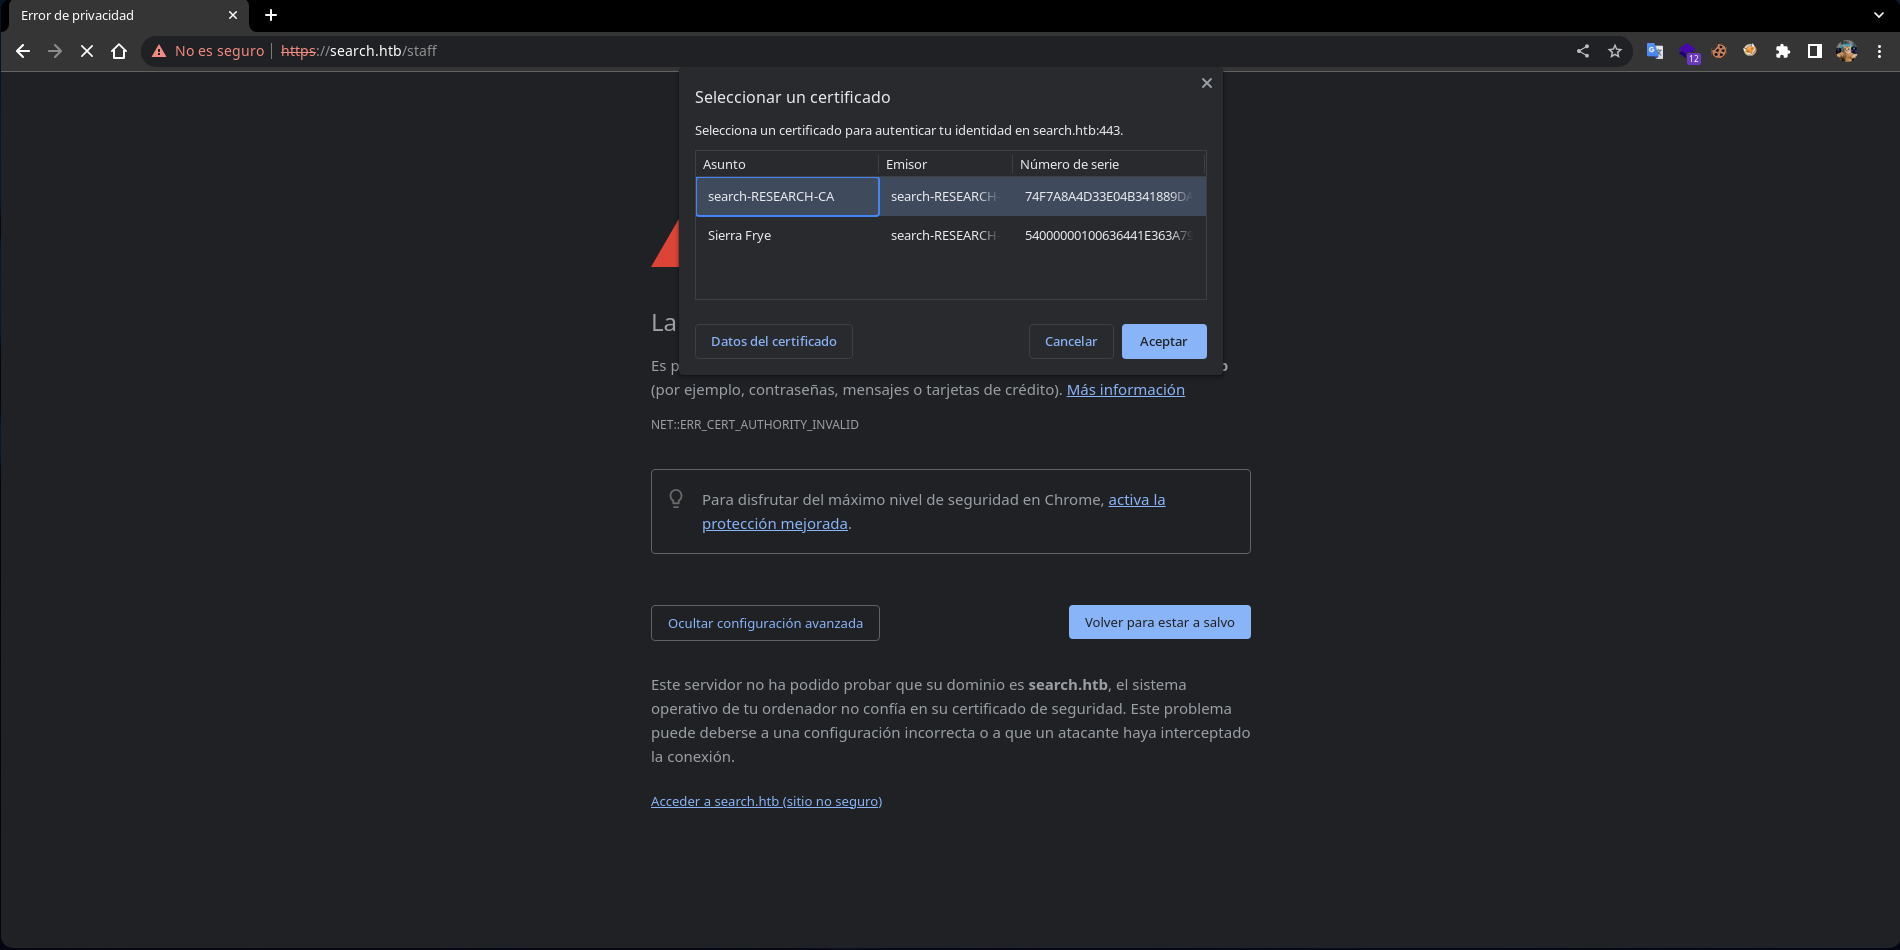 Error de privacidad
No es seguro https://search.htb/staff
12
Seleccionar un certificado
Selecciona un certificado para autenticar tu identidad en search.htb:443.
Asunto Emisor Número de serie
search-RESEARCH-CA search-RESEARCH- 74F7A8A4D33E04B341889DA
Sierra Frye search-RESEARCH- 54000000100636441E363A79
Datos del certificado Cancelar Aceptar
La
Es p
(por ejemplo, contraseñas, mensajes o tarjetas de crédito). Más información
NET::ERR_CERT_AUTHORITY_INVALID
Para disfrutar del máximo nivel de seguridad en Chrome, activa la
protección mejorada.
Ocultar configuración avanzada Volver para estar a salvo
Este servidor no ha podido probar que su dominio es search.htb, el sistema
operativo de tu ordenador no confía en su certificado de seguridad. Este problema
puede deberse a una configuración incorrecta o a que un atacante haya interceptado
la conexión.
Acceder a search.htb (sitio no seguro)